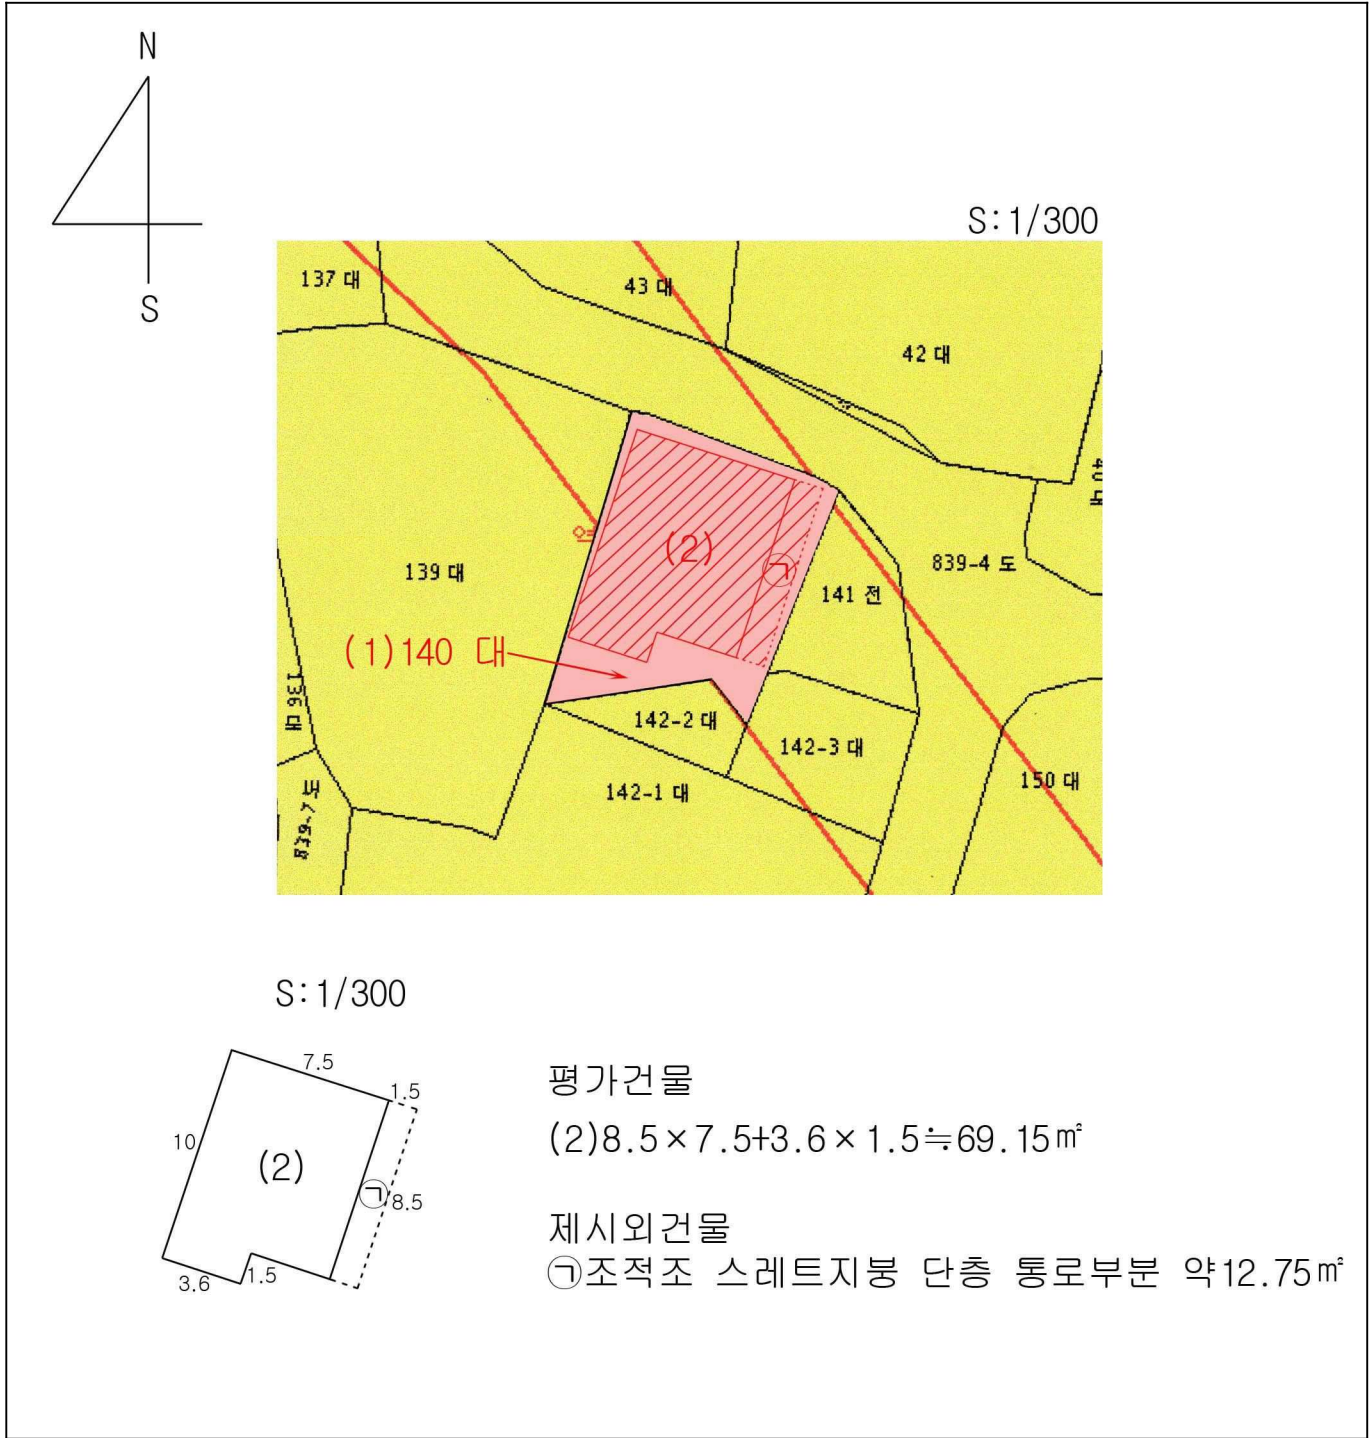 N
S
S:1/300
137 대
43 대
42 대
139 대
(2)
㉠
141 전
839-4 도
(1)140 대
136 대
142-2 대
142-3 대
142-1 대
150 대
S:1/300
7.5
1.5
10
(2)
㉠
8.5
3.6
1.5
평가건물
(2)8.5×7.5+3.6×1.5≒69.15㎡
제시외건물
㉠조적조 스레트지붕 단층 통로부분 약12.75㎡